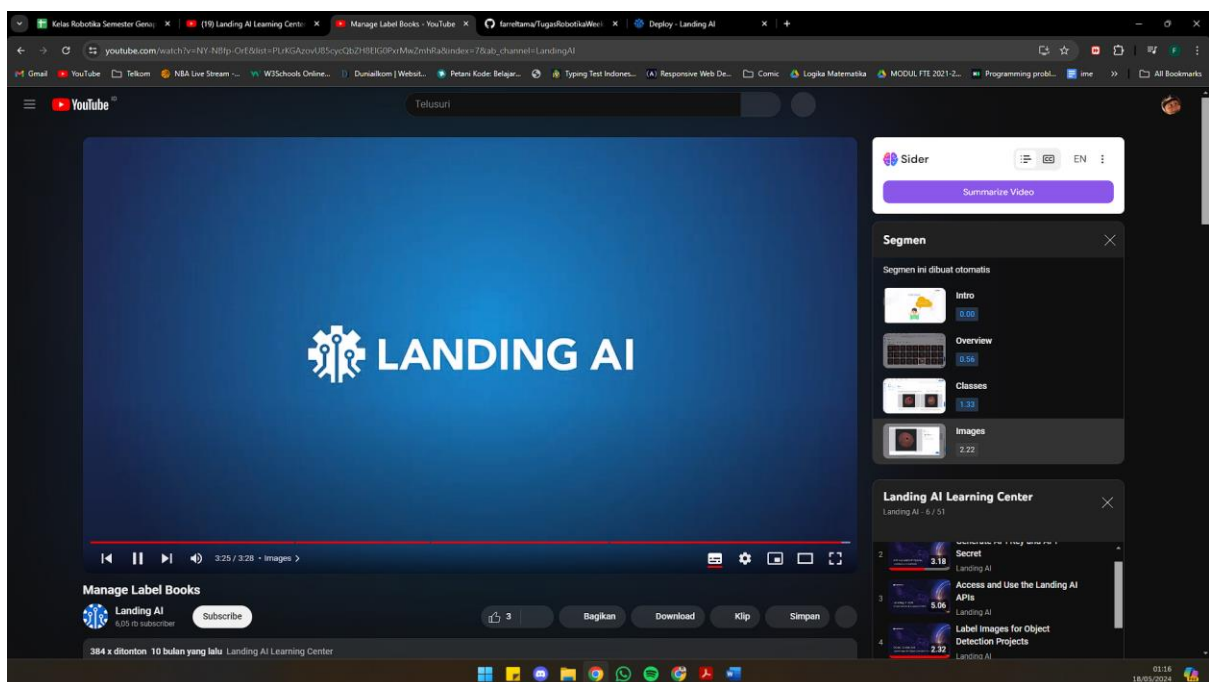 Kelas Robotika Semester Genap
(19) Landing AI Learning Center
Manage Label Books - YouTube
farreltama/TugasRobotikaWeek
Deploy - Landing AI
youtube.com/watch?v=NY-N8fp-OrE&list=PLrKGAzovU85cycQbZH8EIG0PxrMwZmhRa&index=7&ab_channel=LandingAI
Gmail
YouTube
Telkom
NBA Live Stream -...
W3Schools Online...
Duniailkom | Websit...
Petani Kode: Belajar...
Typing Test Indones...
(A) Responsive Web De...
Comic
Logika Matematika
MODUL FTE 2021-2...
Programming probl...
ime
All Bookmarks
YouTube ID
Telusuri
LANDING AI
3:25 / 3:28 • Images >
Manage Label Books
Landing AI
6,05 rb subscriber
Subscribe
3
Bagikan
Download
Klip
Simpan
384 x ditonton 10 bulan yang lalu Landing AI Learning Center
Sider
CC
EN
Summarize Video
Segmen
Segmen ini dibuat otomatis
Intro
0.00
Overview
0.56
Classes
1.33
Images
2.22
Landing AI Learning Center
Landing AI - 6 / 51
2
Secret
3.18
Landing AI
3
Access and Use the Landing AI
APIs
5.06
Landing AI
4
Label Images for Object
Detection Projects
2.32
Landing AI
01:16
18/05/2024